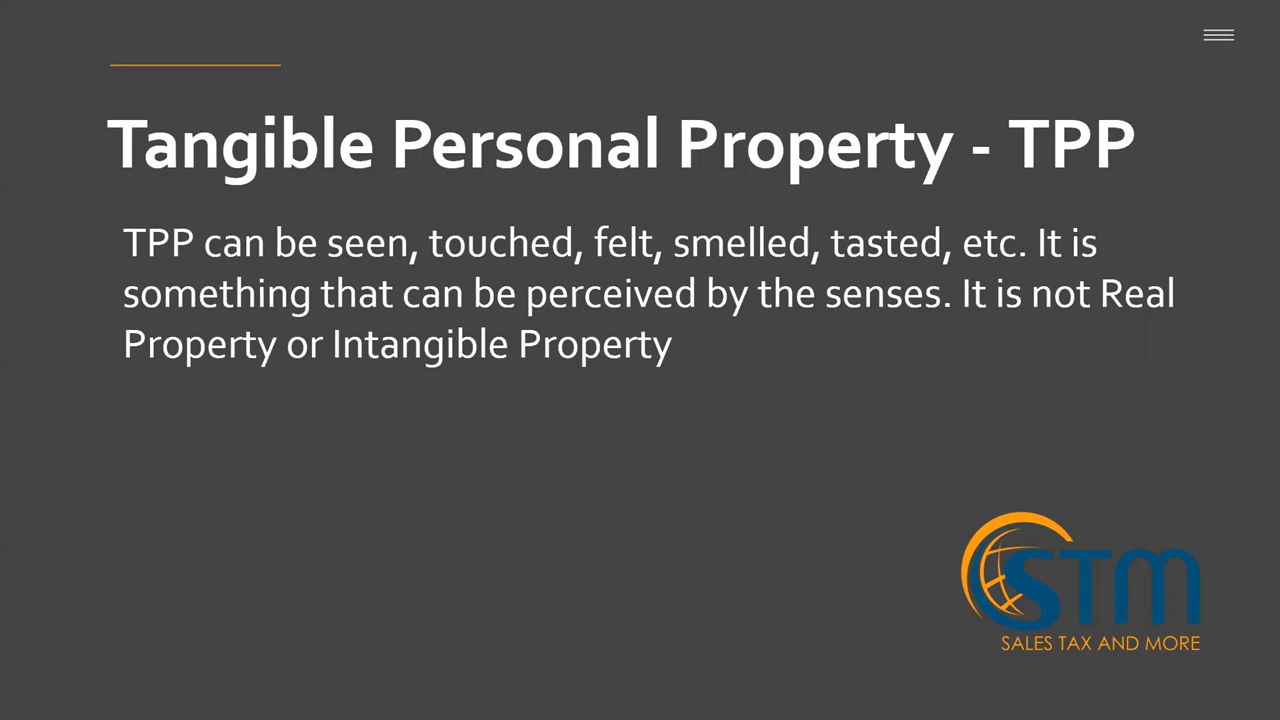 Tangible Personal Property - TPP
TPP can be seen, touched, felt, smelled, tasted, etc. It is
something that can be perceived by the senses. It is not Real
Property or Intangible Property
STM
SALES TAX AND MORE